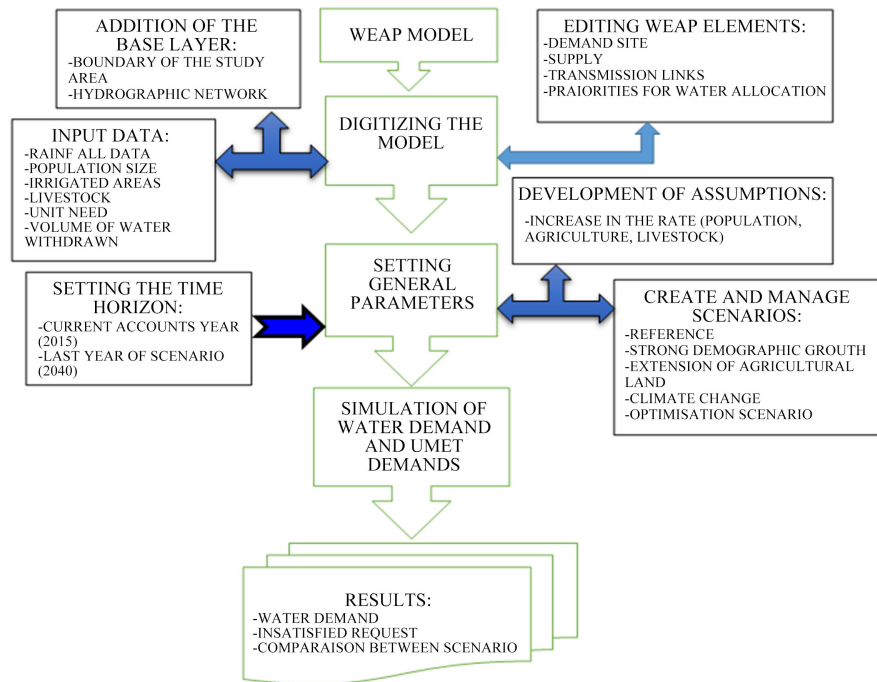 ADDITION OF THE
BASE LAYER:
-BOUNDARY OF THE STUDY
AREA
-HYDROGRAPHIC NETWORK
WEAP MODEL
EDITING WEAP ELEMENTS:
-DEMAND SITE
-SUPPLY
-TRANSMISSION LINKS
-PRAIORITIES FOR WATER ALLOCATION
INPUT DATA:
-RAINF ALL DATA
-POPULATION SIZE
-IRRIGATED AREAS
-LIVESTOCK
-UNIT NEED
-VOLUME OF WATER
WITHDRAWN
DIGITIZING THE
MODEL
DEVELOPMENT OF ASSUMPTIONS:
-INCREASE IN THE RATE (POPULATION,
AGRICULTURE, LIVESTOCK)
SETTING THE TIME
HORIZON:
-CURRENT ACCOUNTS YEAR
(2015)
-LAST YEAR OF SCENARIO
(2040)
SETTING
GENERAL
PARAMETERS
CREATE AND MANAGE
SCENARIOS:
-REFERENCE
-STRONG DEMOGRAPHIC GROUTH
-EXTENSION OF AGRICULTURAL
LAND
-CLIMATE CHANGE
-OPTIMISATION SCENARIO
SIMULATION OF
WATER DEMAND
AND UMET
DEMANDS
RESULTS:
-WATER DEMAND
-INSATISFIED REQUEST
-COMPARAISON BETWEEN SCENARIO